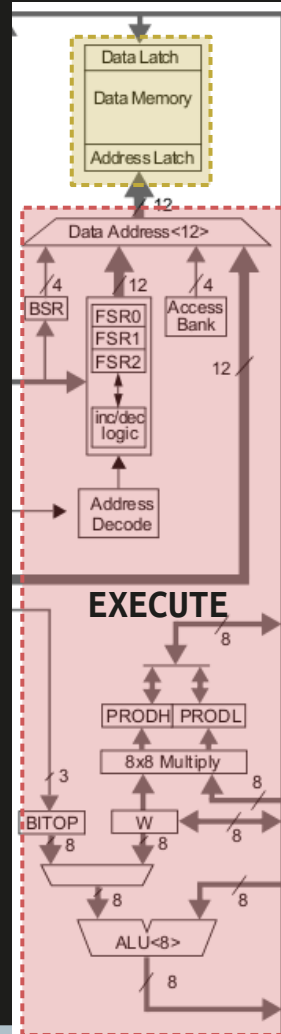 Data Latch
Data Memory
Address Latch
12
Data Address<12>
4
12
4
BSR
FSR0
FSR1
FSR2
Access
Bank
12
inc/dec
logic
Address
Decode
EXECUTE
8
PRODH PRODL
8x8 Multiply
3
8
BITOP
W
8
8
8
8
8
ALU<8>
8